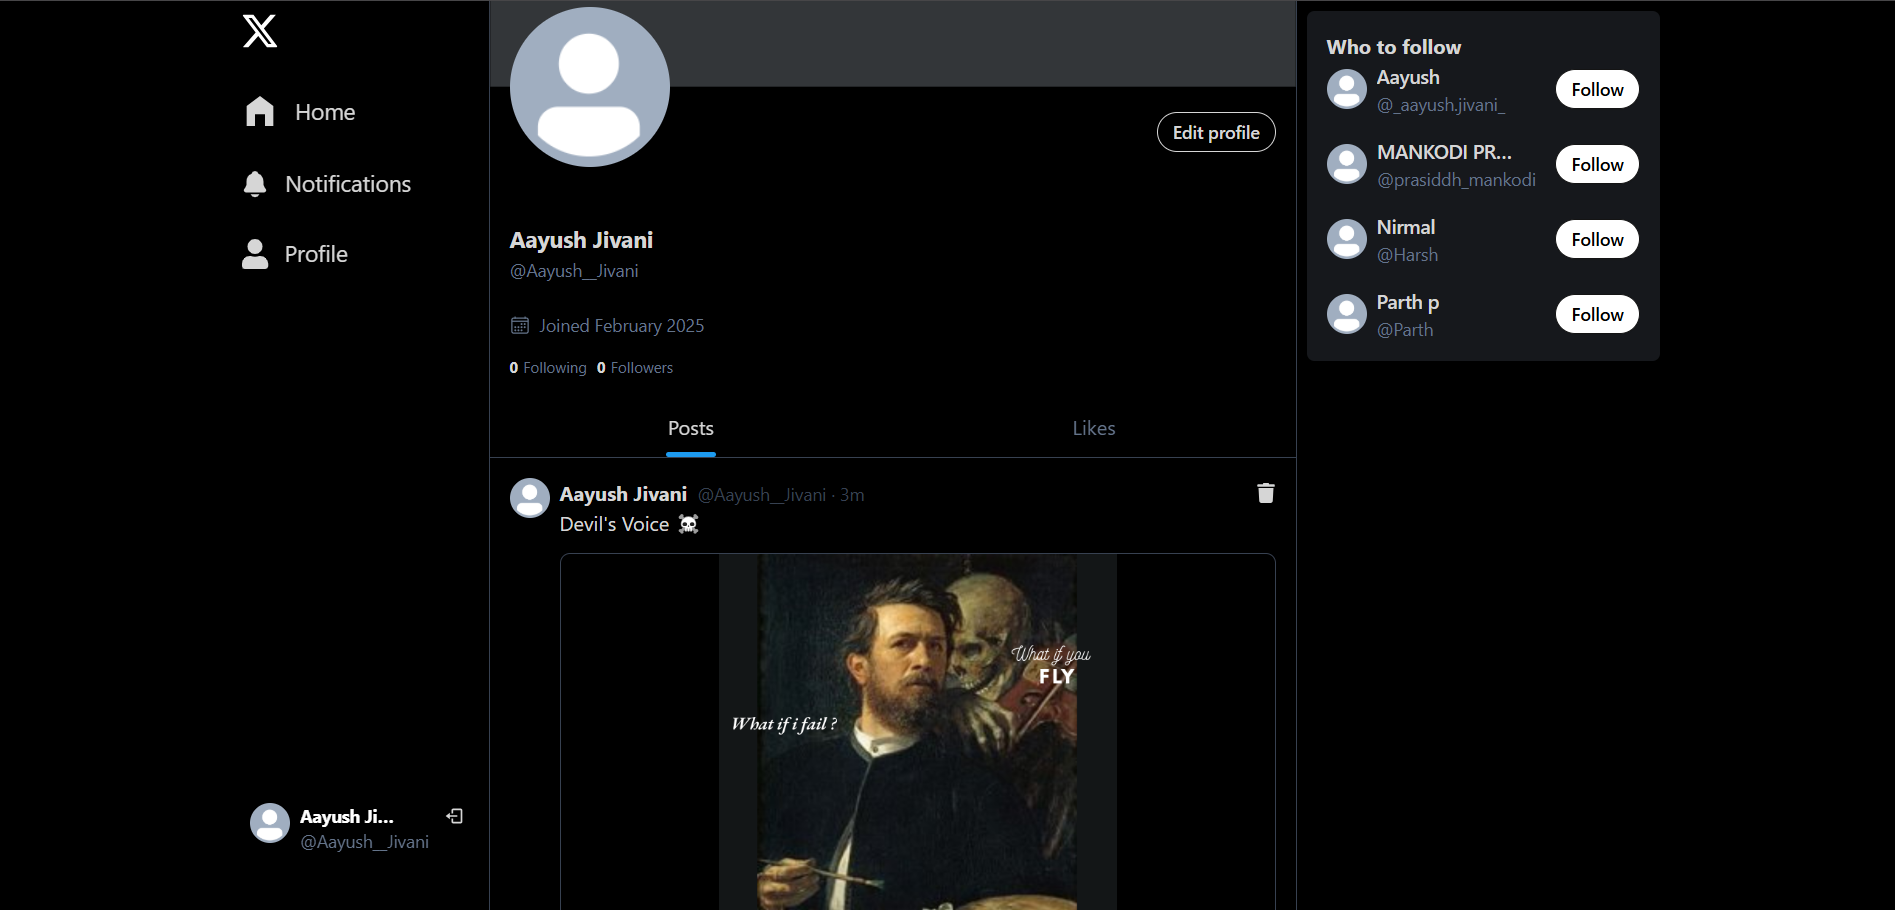 Home
Notifications
Profile
Aayush Ji...
@Aayush__Jivani
Edit profile
Aayush Jivani
@Aayush__Jivani
Joined February 2025
0 Following 0 Followers
Posts Likes
Aayush Jivani @Aayush__Jivani · 3m
Devil's Voice ☠️
What if you
FLY
What if i fail ?
Who to follow
Aayush
@_aayush.jivani_
Follow
MANKODI PR...
@prasiddh_mankodi
Follow
Nirmal
@Harsh
Follow
Parth p
@Parth
Follow